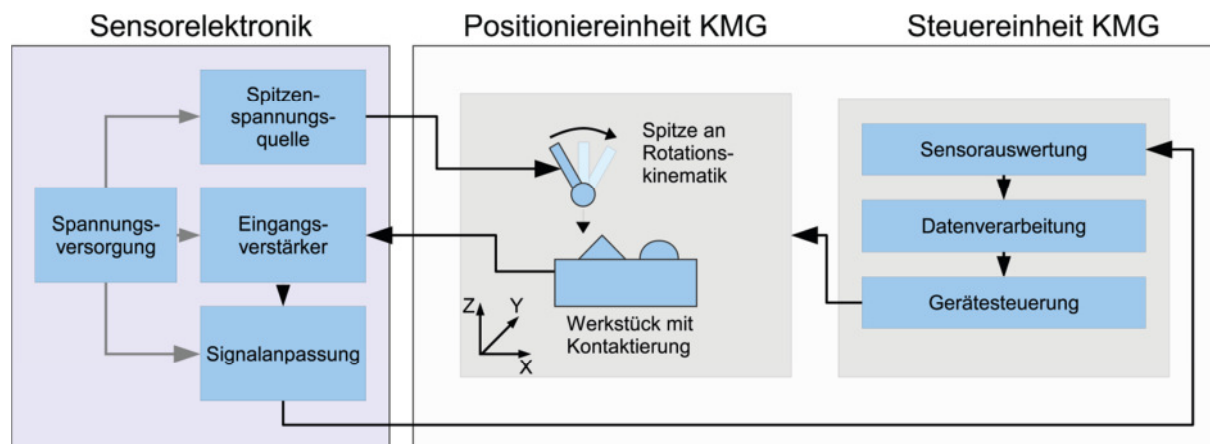 Sensorelektronik
Positioniereinheit KMG
Steuereinheit KMG
Spitzen-
spannungs-
quelle
Spannungs-
versorgung
Eingangs-
verstärker
Signalanpassung
Spitze an
Rotations-
kinematik
Z
Y
X
Werkstück mit
Kontaktierung
Sensorauswertung
Datenverarbeitung
Gerätesteuerung